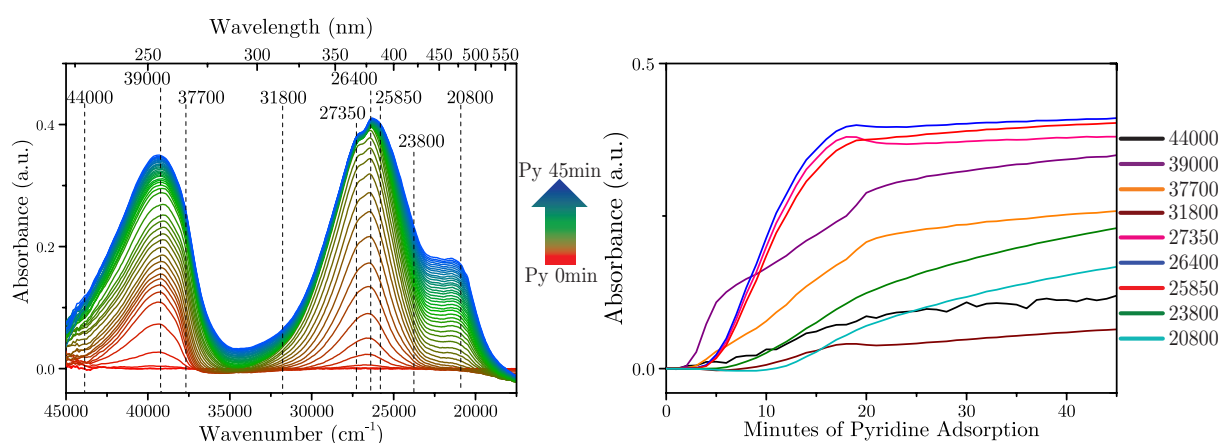 Wavelength (nm)
250 300 350 400 450 500 550
39000 26400
44000 37700 31800 25850 20800
27350
23800
0.4
0.2
0.0
Absorbance (a.u.)
45000 40000 35000 30000 25000 20000
Wavenumber (cm-1)
Py 45min
Py 0min
0.5
0.0
Absorbance (a.u.)
0 10 20 30 40
Minutes of Pyridine Adsorption
44000
39000
37700
31800
27350
26400
25850
23800
20800